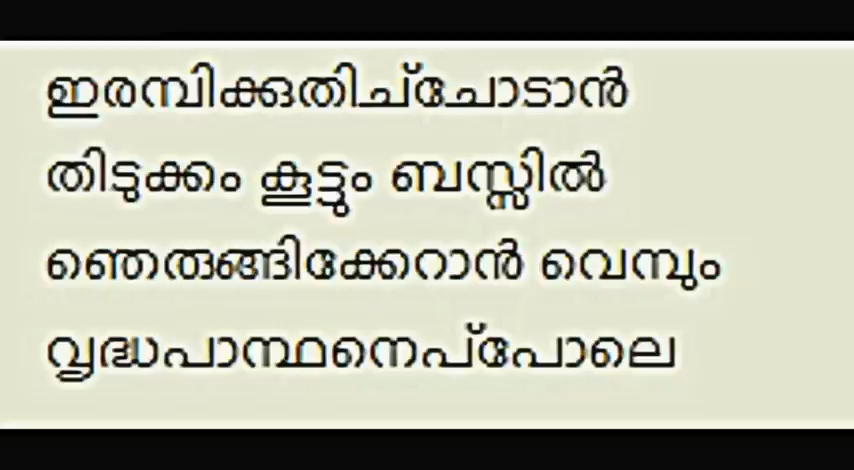 ഇരമ്പിക്കുതിച്ചോടാൻ
തിടുക്കം കൂട്ടും ബസ്സിൽ
ഞെരുങ്ങിക്കേറാൻ വെമ്പും
വൃദ്ധപാന്ഥനെപ്പോലെ